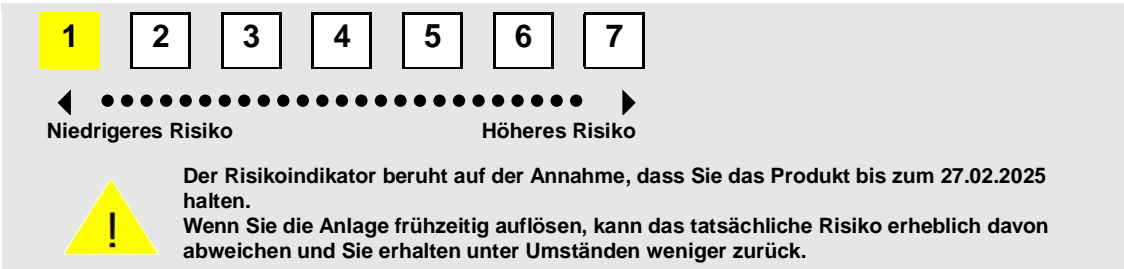 1 2 3 4 5 6 7
Niedrigeres Risiko Höheres Risiko
Der Risikoindikator beruht auf der Annahme, dass Sie das Produkt bis zum 27.02.2025
halten.
Wenn Sie die Anlage frühzeitig auflösen, kann das tatsächliche Risiko erheblich davon
abweichen und Sie erhalten unter Umständen weniger zurück.
!